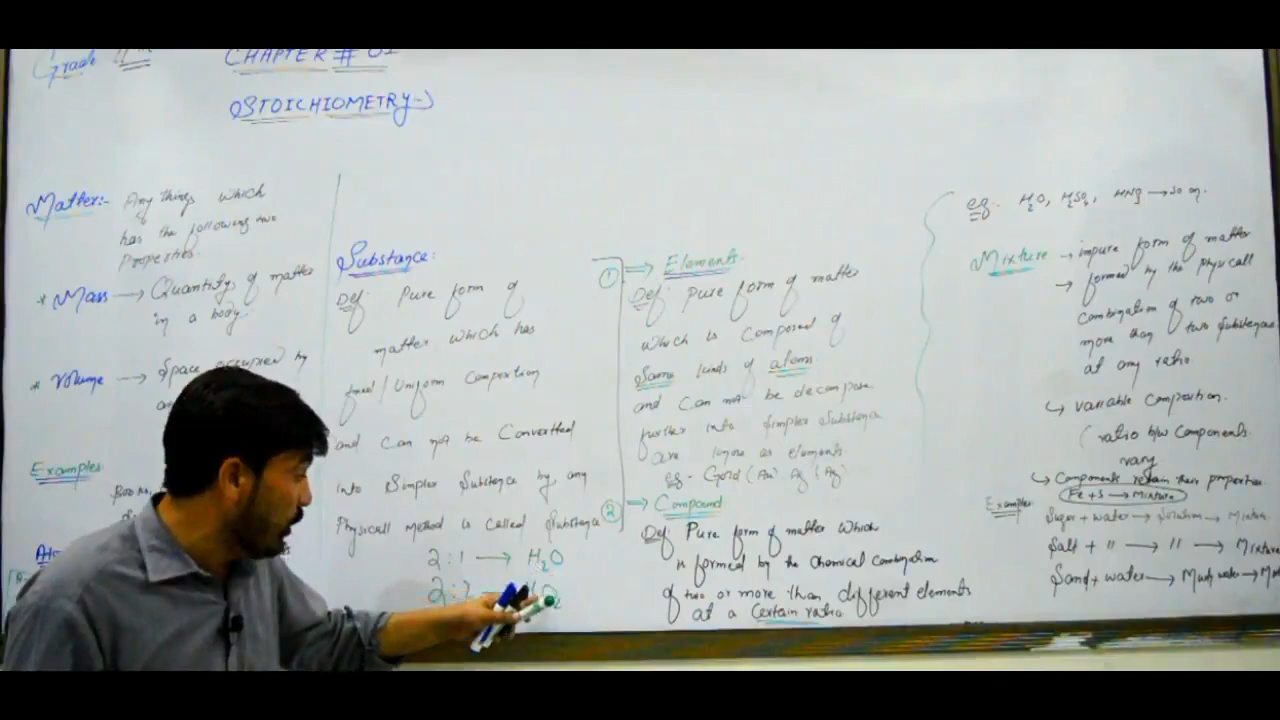 Grade
CHAPTER # 01
STOICHIOMETRY
Matter:- Any things which
has the following two
Properties.
* Mass → Quantity of matter
in a body.
* Volume → Space occupied by
Examples
Books,
Substance:
Def: Pure form of
matter which has
fixed / Uniform Composition
and Can not be Converted
into Simpler Substance by any
Physicall Method is called Substance
2:1 → H₂O
2:2
① ⇒ Elements.
Def: Pure form of matter
which is Composed of
Same kinds of atoms
and Can not be decompose
further into Simpler Substance
are know as elements.
eg. Gold (Au) Ag (Ag)
② ⇒ Compound
Def Pure form of matter which
is formed by the Chemical Combination
of two or more than different elements
at a Certain ratio
eg. H₂O, H₂SO₄, HNO₃ → so on.
Mixture → impure form of matter
→ formed by the Physicall
Combination of two or
more than two Substances
at any ratio.
↪ Variable Composition.
(ratio b/w Components
vary
↪ Components retain their properties
Fe + S → Mixture
Examples:
Sugar + water → Solution → Mixture
Salt + 〃 → 〃 → Mixture
Sand + water → Mudy water →